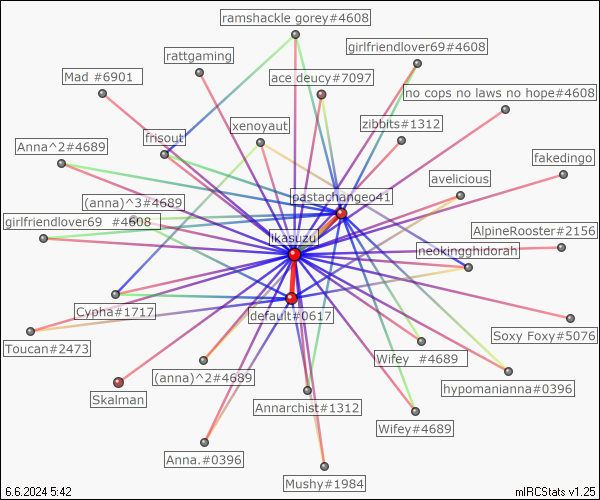 ramshackle gorey#4608
girlfriendlover69#4608
rattgaming
Mad #6901
ace deucy#7097
no cops no laws no hope#4608
zibbits#1312
xenoyaut
frisout
Anna^2#4689
fakedingo
avelicious
pastachangeo41
(anna)^3#4689
girlfriendlover69 #4608
AlpineRooster#2156
ikasuzu
neokingghidorah
Cypha#1717
default#0617
Soxy Foxy#5076
Toucan#2473
Wifey #4689
(anna)^2#4689
hypomanianna#0396
Skalman
Annarchist#1312
Wifey#4689
Anna.#0396
Mushy#1984
6.6.2024 5:42
mIRCStats v1.25